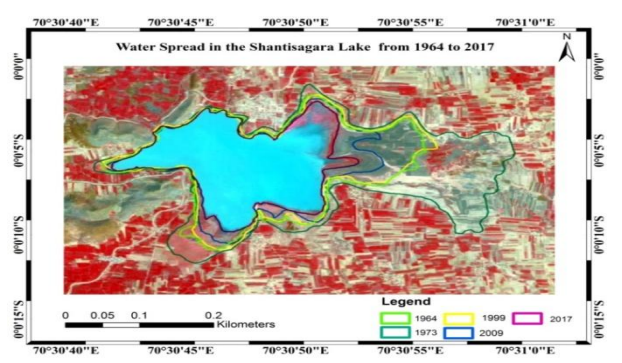 70°30'40"E 70°30'45"E 70°30'50"E 70°30'55"E 70°31'0"E
Water Spread in the Shantisagara Lake from 1964 to 2017
N
0°0'0"
0°0'0"
0°0'5"S
0°0'5"S
0°0'10"S
0°0'10"S
0°0'15"S
0°0'15"S
Legend
0 0.05 0.1 0.2
Kilometers
1964 1999 2017
1973 2009
70°30'40"E 70°30'45"E 70°30'50"E 70°30'55"E 70°31'0"E